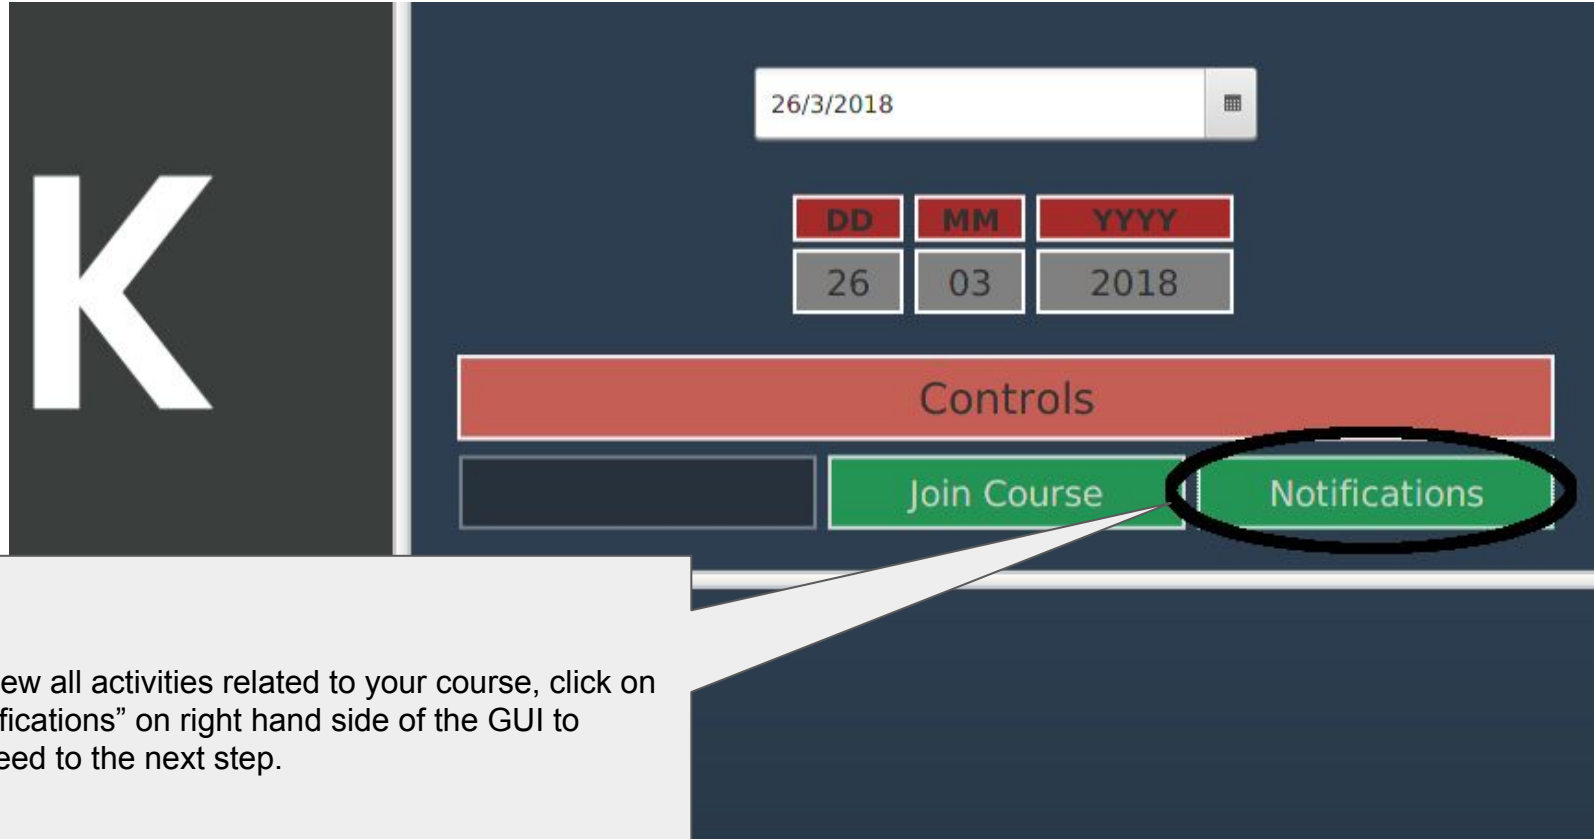 K
26/3/2018
DD MM YYYY
26 03 2018
Controls
Join Course Notifications
ew all activities related to your course, click on
fications” on right hand side of the GUI to
eed to the next step.